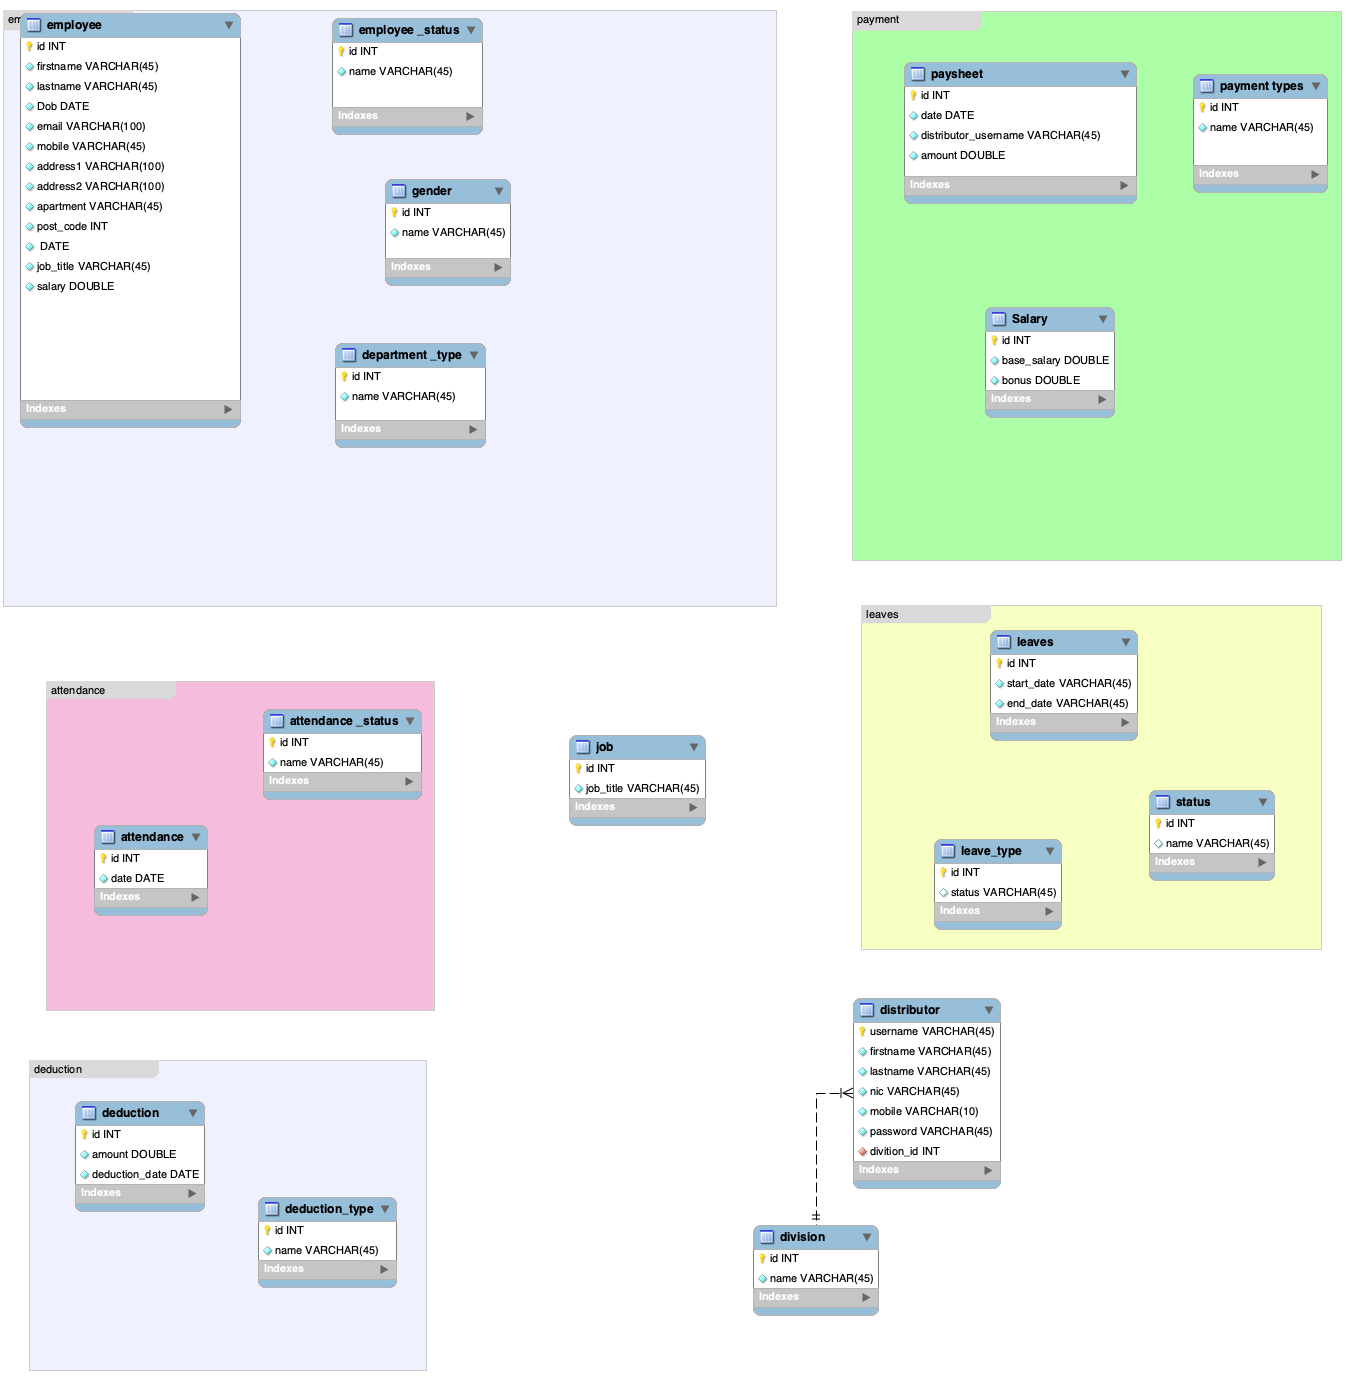 em
employee
id INT
firstname VARCHAR(45)
lastname VARCHAR(45)
Dob DATE
email VARCHAR(100)
mobile VARCHAR(45)
address1 VARCHAR(100)
address2 VARCHAR(100)
apartment VARCHAR(45)
post_code INT
DATE
job_title VARCHAR(45)
salary DOUBLE
Indexes
employee _status
id INT
name VARCHAR(45)
Indexes
gender
id INT
name VARCHAR(45)
Indexes
department _type
id INT
name VARCHAR(45)
Indexes
payment
paysheet
id INT
date DATE
distributor_username VARCHAR(45)
amount DOUBLE
Indexes
payment types
id INT
name VARCHAR(45)
Indexes
Salary
id INT
base_salary DOUBLE
bonus DOUBLE
Indexes
attendance
attendance _status
id INT
name VARCHAR(45)
Indexes
attendance
id INT
date DATE
Indexes
job
id INT
job_title VARCHAR(45)
Indexes
leaves
leaves
id INT
start_date VARCHAR(45)
end_date VARCHAR(45)
Indexes
status
id INT
name VARCHAR(45)
Indexes
leave_type
id INT
status VARCHAR(45)
Indexes
deduction
deduction
id INT
amount DOUBLE
deduction_date DATE
Indexes
deduction_type
id INT
name VARCHAR(45)
Indexes
distributor
username VARCHAR(45)
firstname VARCHAR(45)
lastname VARCHAR(45)
nic VARCHAR(45)
mobile VARCHAR(10)
password VARCHAR(45)
divition_id INT
Indexes
division
id INT
name VARCHAR(45)
Indexes